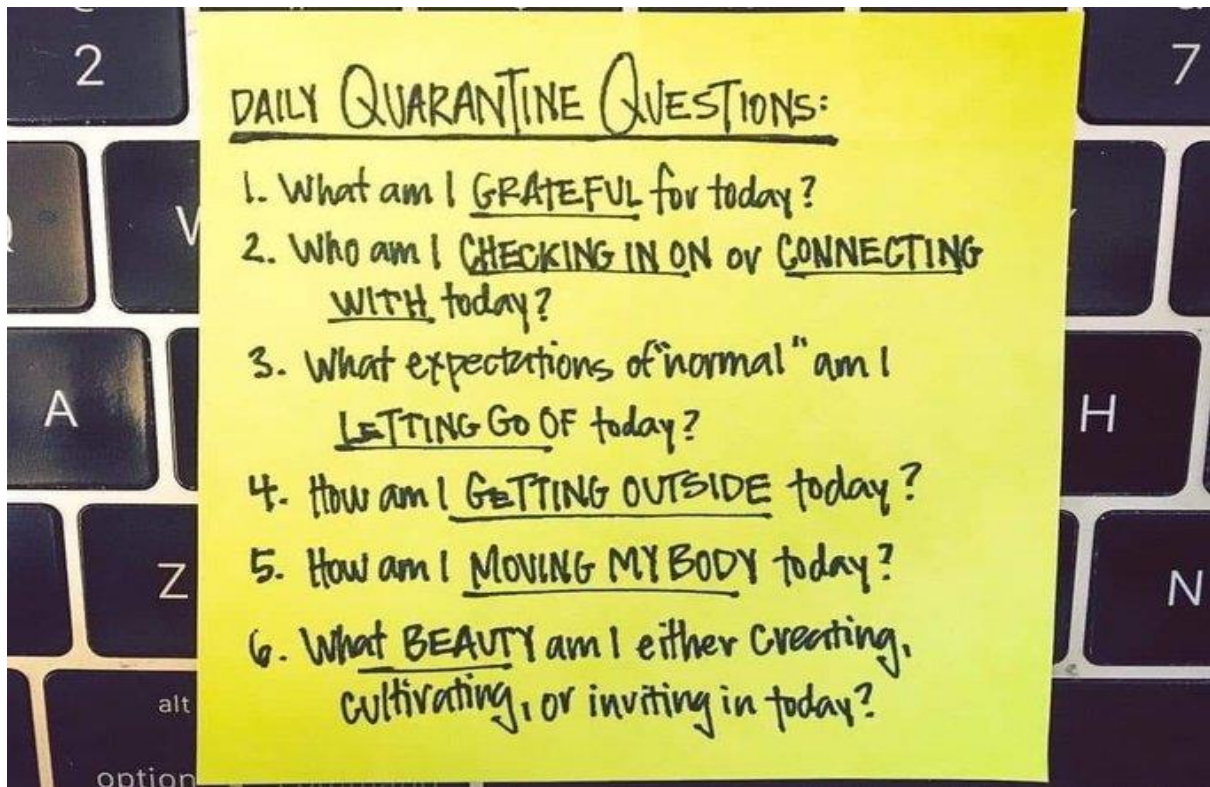 2
7
DAILY QUARANTINE QUESTIONS:
1. What am I GRATEFUL for today?
W
2. Who am I CHECKING IN ON or CONNECTING
WITH today?
3. What expectations of "normal" am I
A
LETTING GO OF today?
H
4. How am I GETTING OUTSIDE today?
5. How am I MOVING MY BODY today?
Z
N
6. What BEAUTY am I either creating,
cultivating, or inviting in today?
alt
option